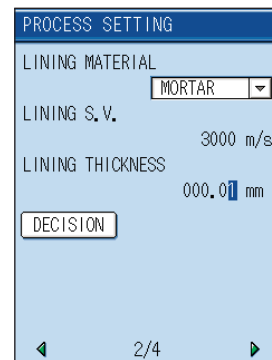 PROCESS SETTING
LINING MATERIAL
MORTAR
LINING S.V.
3000 m/s
LINING THICKNESS
000.01 mm
DECISION
2/4